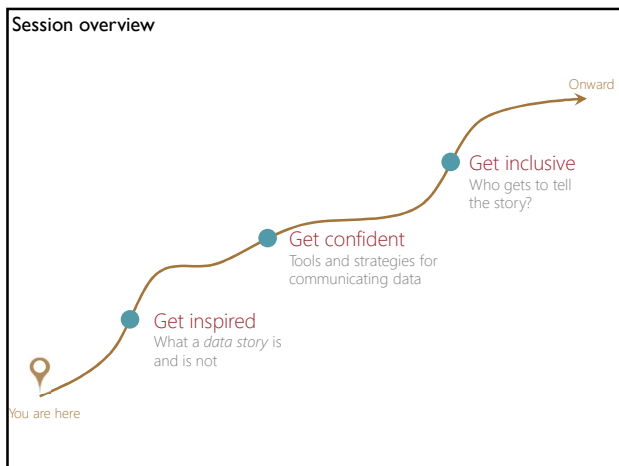 Session overview
Onward
Get inclusive
Who gets to tell
the story?
Get confident
Tools and strategies for
communicating data
Get inspired
What a data story is
and is not
You are here